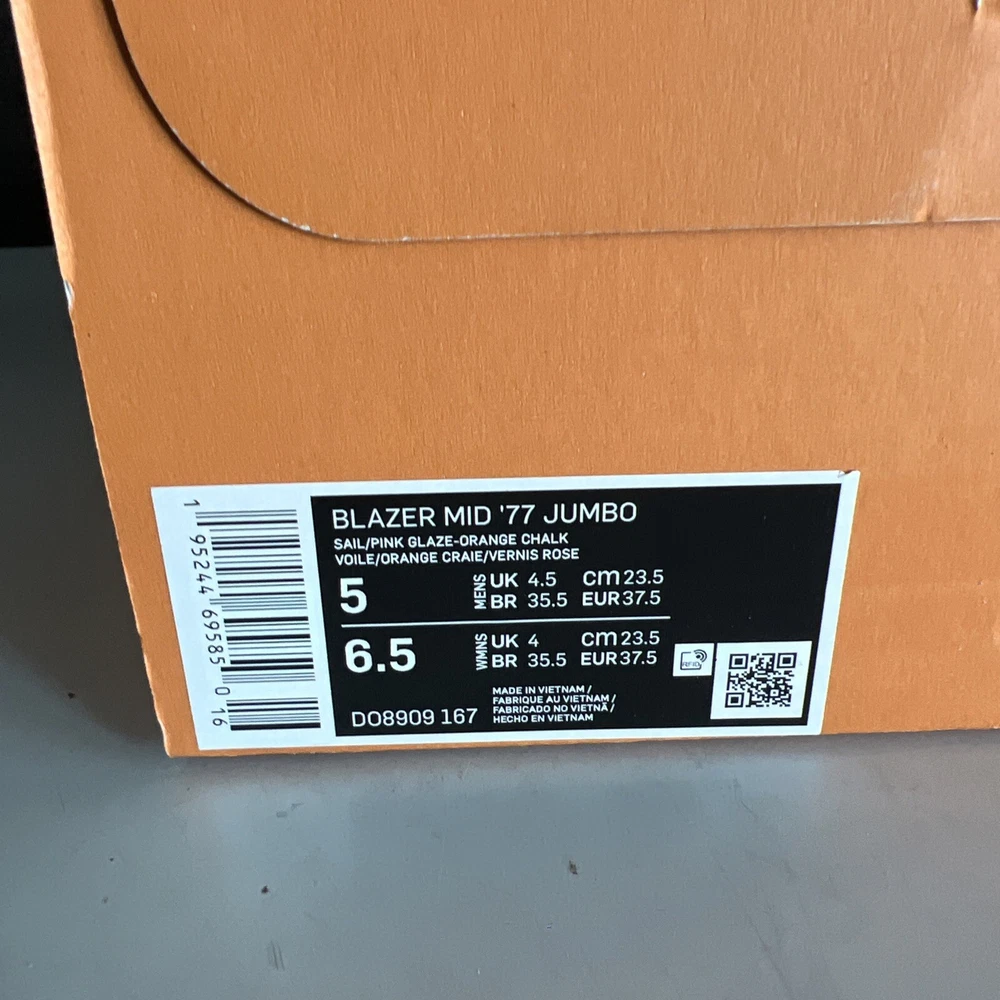 BLAZER MID '77 JUMBO
SAIL/PINK GLAZE-ORANGE CHALK
VOILE/ORANGE CRAIE/VERNIS ROSE
5 MENS UK 4.5 cm 23.5
BR 35.5 EUR 37.5
6.5 WMNS UK 4 cm 23.5
BR 35.5 EUR 37.5
RFID
MADE IN VIETNAM /
FABRIQUE AU VIETNAM /
FABRICADO NO VIETNÃ /
HECHO EN VIETNAM
DO8909 167
1 95244 69585 0 16